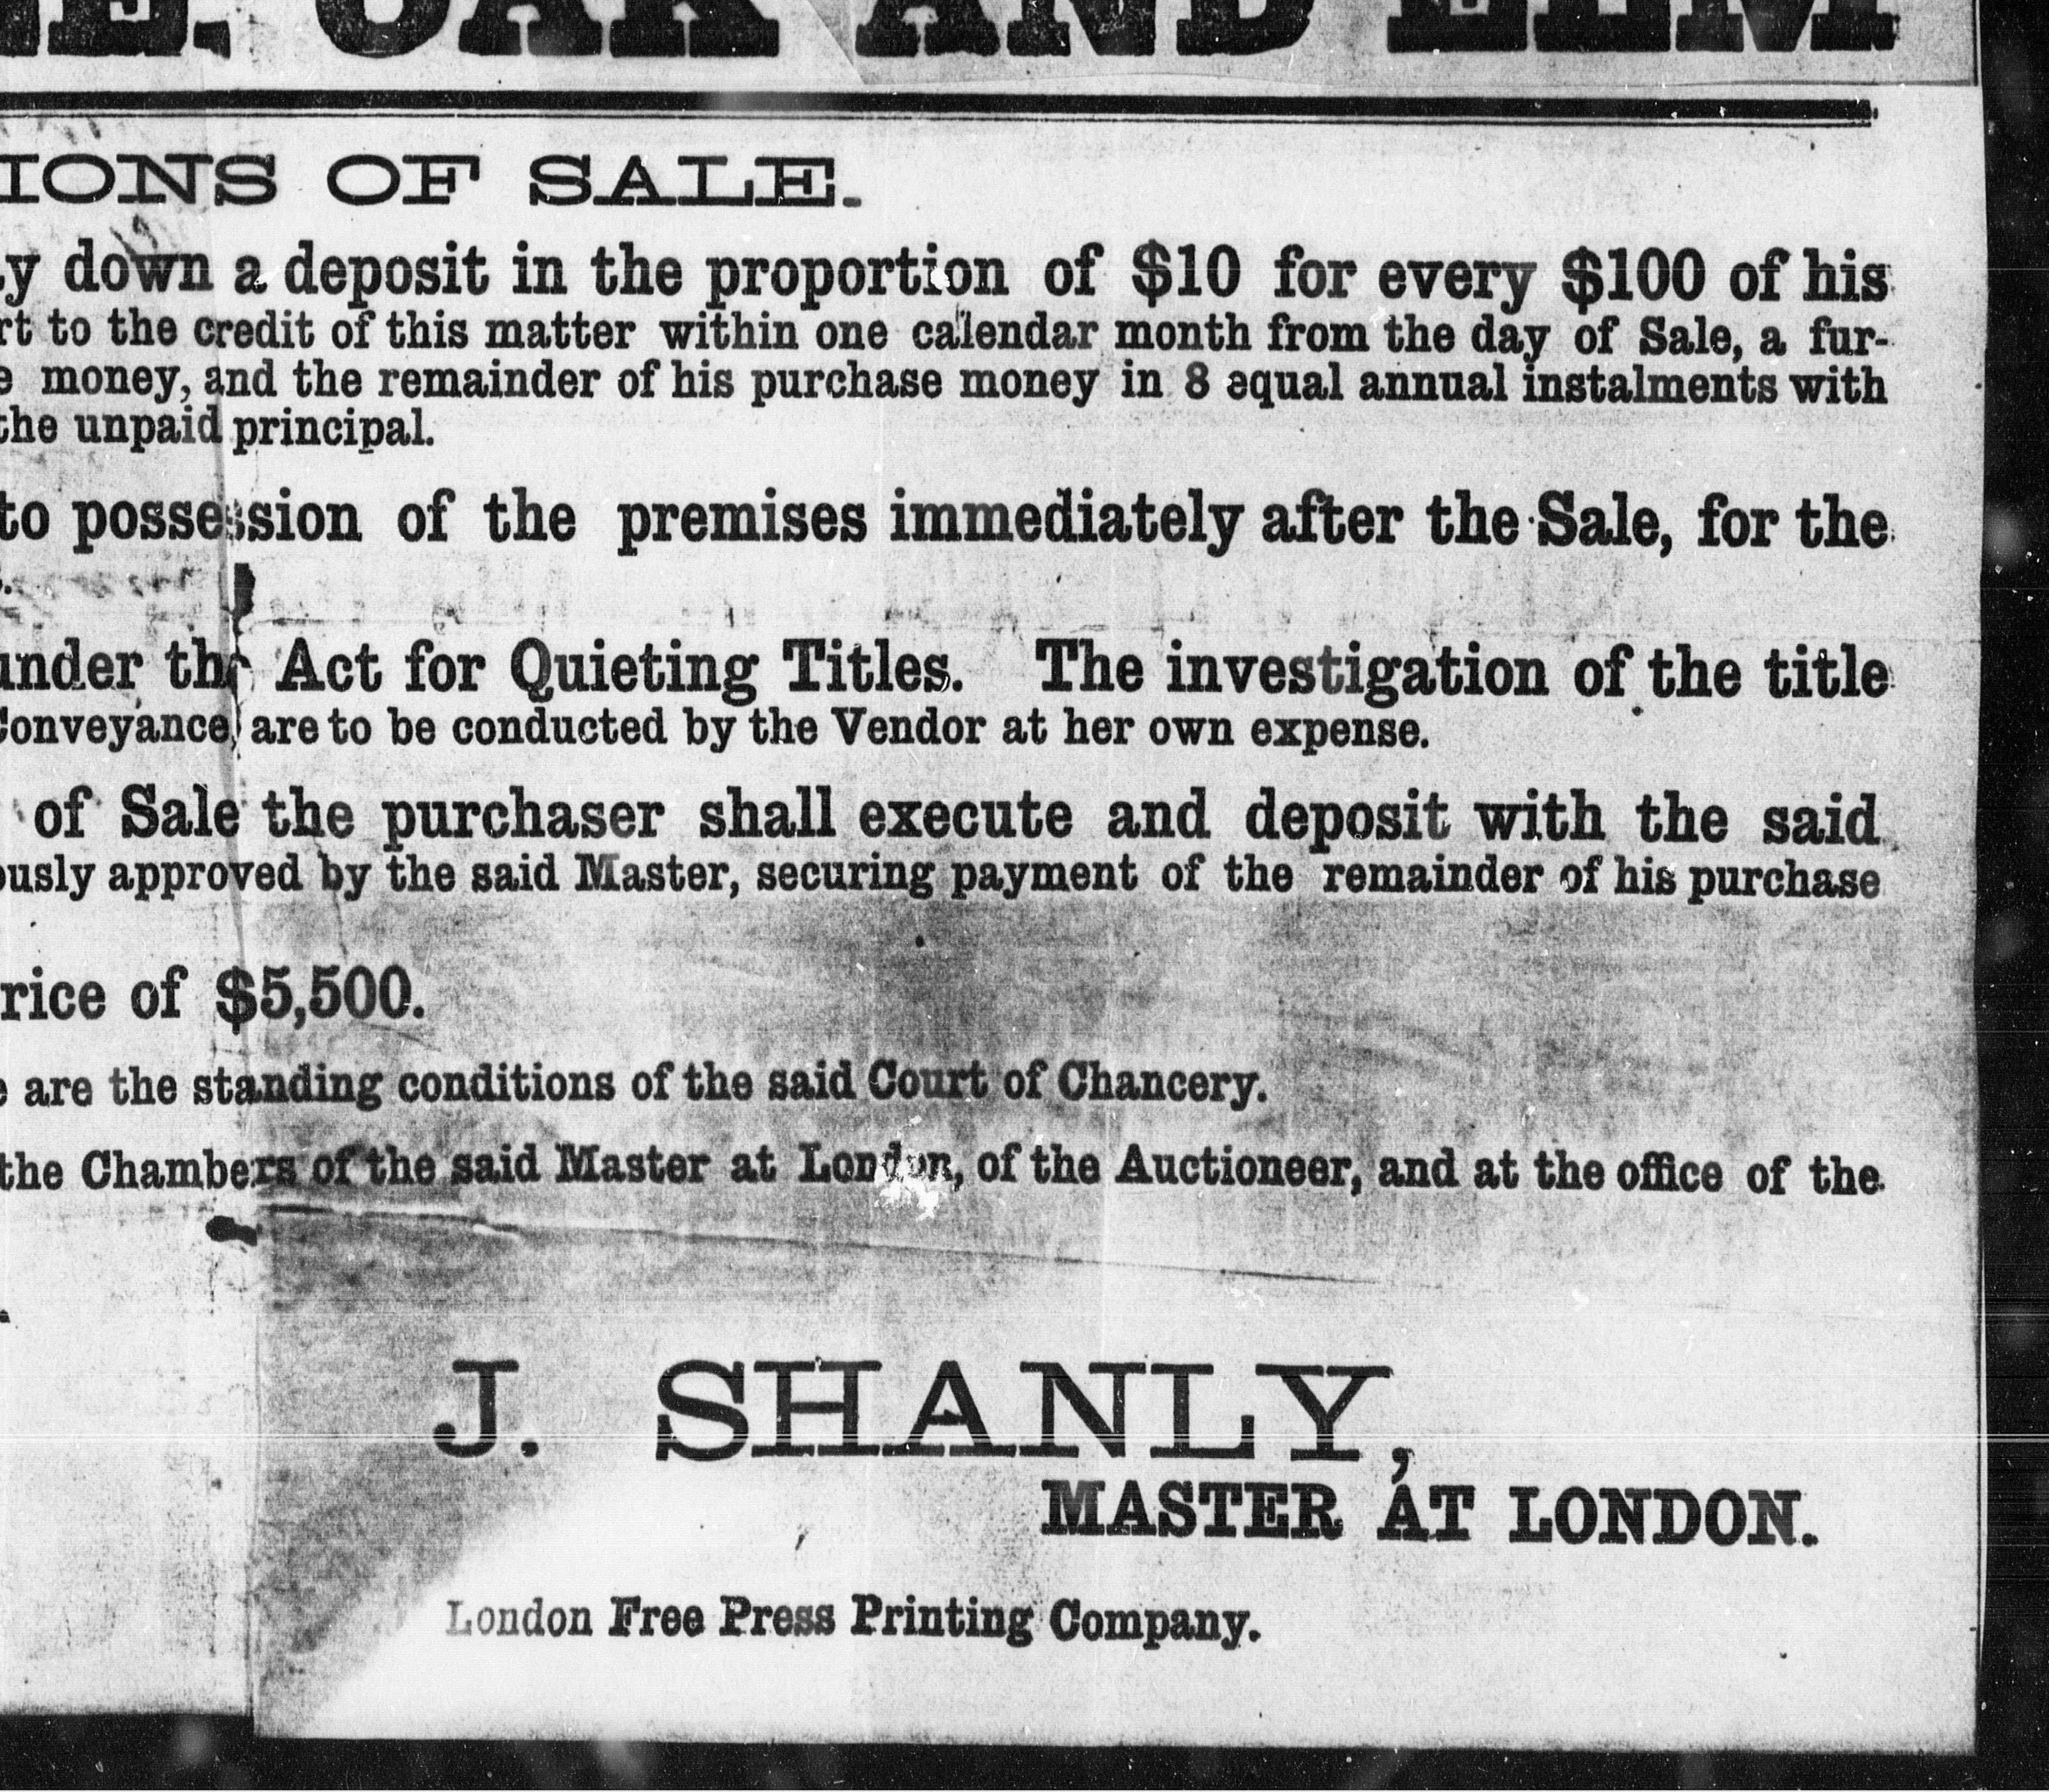 OAK AND ELM
IONS OF SALE.
y down a deposit in the proportion of $10 for every $100 of his
rt to the credit of this matter within one calendar month from the day of Sale, a fur-
e money, and the remainder of his purchase money in 8 equal annual instalments with
the unpaid principal.
to possession of the premises immediately after the Sale, for the
under the Act for Quieting Titles. The investigation of the title
Conveyance, are to be conducted by the Vendor at her own expense.
of Sale the purchaser shall execute and deposit with the said
ously approved by the said Master, securing payment of the remainder of his purchase
rice of $5,500.
e are the standing conditions of the said Court of Chancery.
the Chambers of the said Master at London, of the Auctioneer, and at the office of the
J. SHANLY,
MASTER AT LONDON.
London Free Press Printing Company.